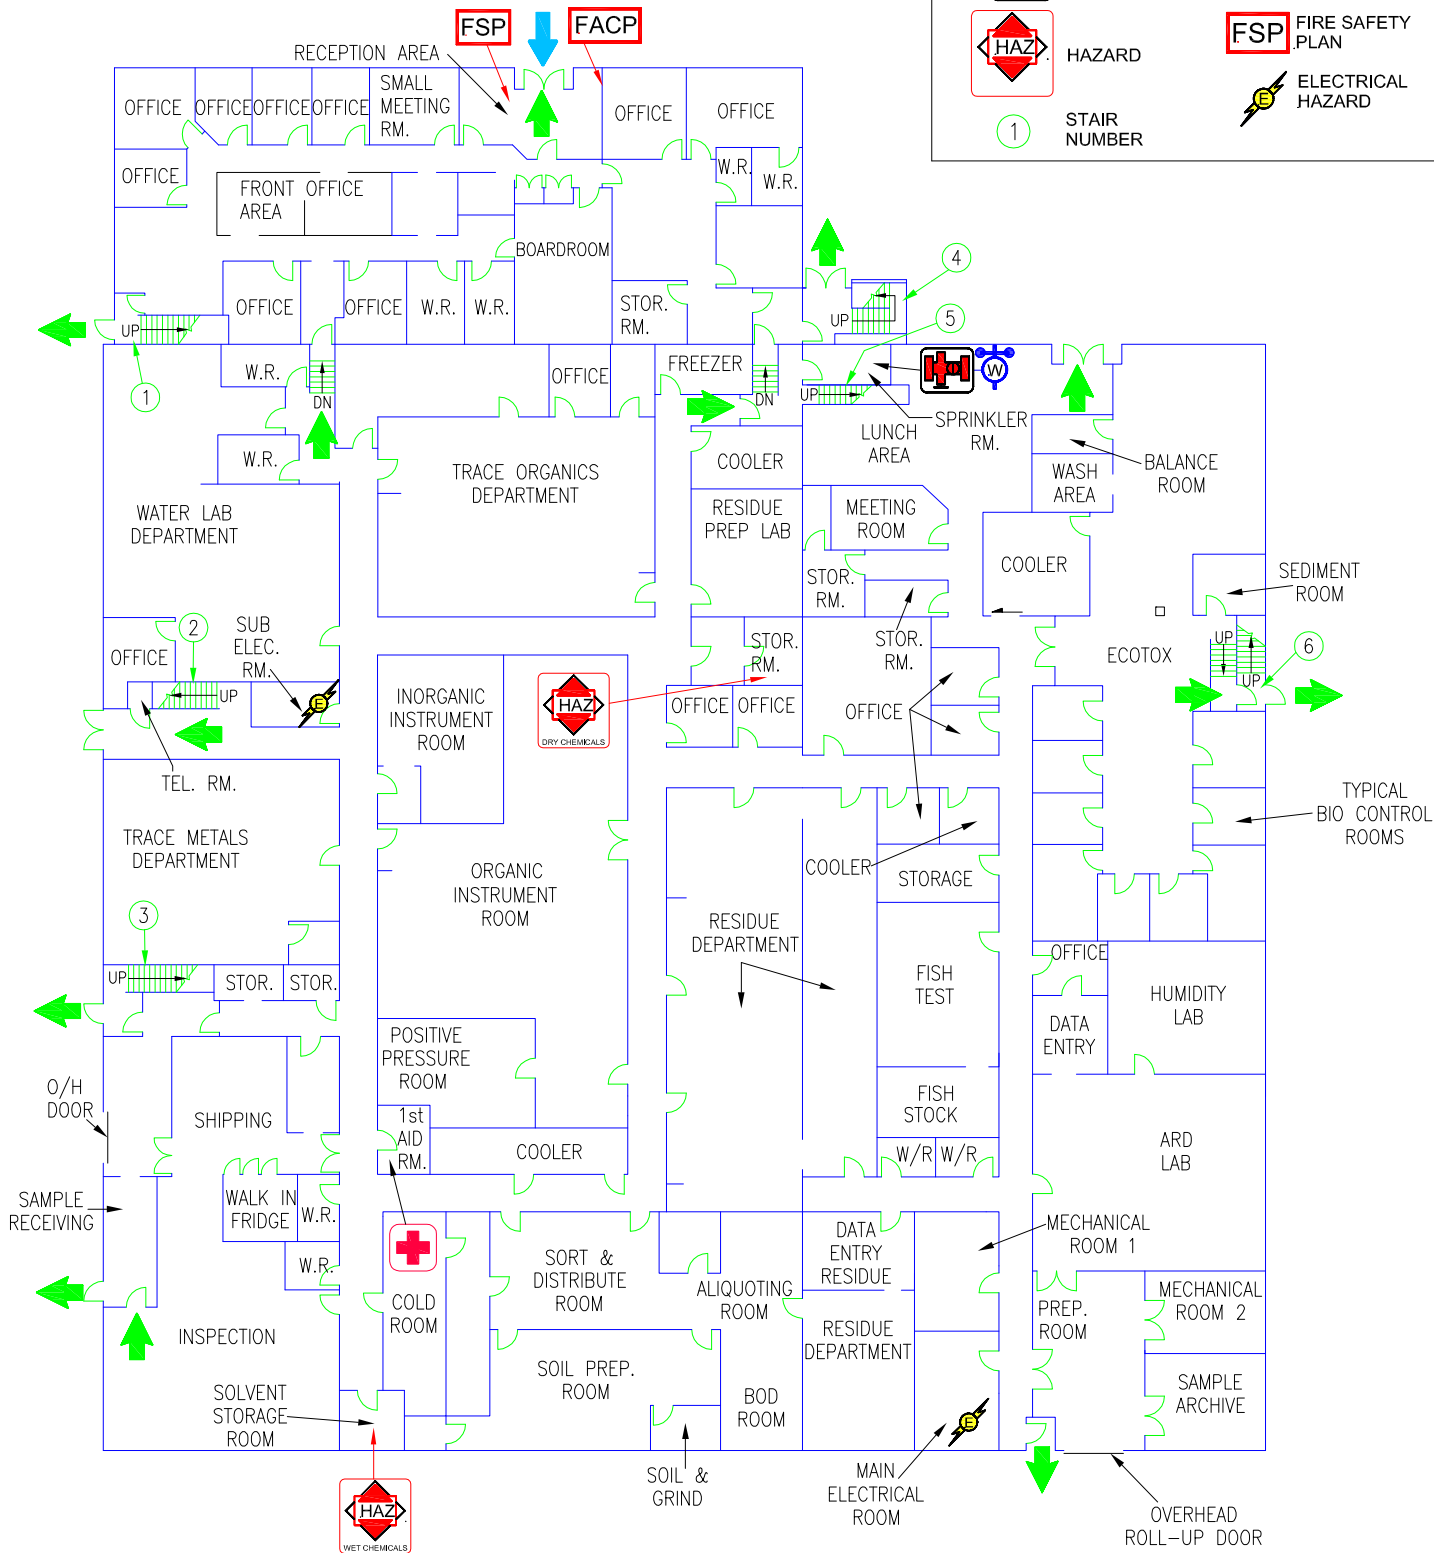 FSP
FACP
RECEPTION AREA
HAZ
HAZARD
FSP
FIRE SAFETY
PLAN
E
ELECTRICAL
HAZARD
1
STAIR
NUMBER
OFFICE
OFFICE
OFFICE
OFFICE
SMALL
MEETING
RM.
OFFICE
OFFICE
OFFICE
FRONT OFFICE
AREA
W.R.
W.R.
BOARDROOM
4
OFFICE
OFFICE
W.R.
W.R.
STOR.
RM.
UP
UP
5
1
W.R.
DN
OFFICE
FREEZER
DN
UP
W
SPRINKLER
RM.
LUNCH
AREA
W.R.
TRACE ORGANICS
DEPARTMENT
COOLER
WASH
AREA
BALANCE
ROOM
WATER LAB
DEPARTMENT
RESIDUE
PREP LAB
MEETING
ROOM
COOLER
STOR.
RM.
SEDIMENT
ROOM
2
SUB
ELEC.
RM.
OFFICE
UP
E
STOR.
RM.
STOR.
RM.
ECOTOX
UP
UP
6
INORGANIC
INSTRUMENT
ROOM
HAZ
DRY CHEMICALS
OFFICE
OFFICE
OFFICE
TEL. RM.
TYPICAL
BIO CONTROL
ROOMS
TRACE METALS
DEPARTMENT
ORGANIC
INSTRUMENT
ROOM
COOLER
STORAGE
3
RESIDUE
DEPARTMENT
UP
STOR.
STOR.
FISH
TEST
OFFICE
HUMIDITY
LAB
DATA
ENTRY
POSITIVE
PRESSURE
ROOM
O/H
DOOR
SHIPPING
1st
AID
RM.
COOLER
FISH
STOCK
W/R
W/R
ARD
LAB
SAMPLE
RECEIVING
WALK IN
FRIDGE
W.R.
W.R.
DATA
ENTRY
RESIDUE
MECHANICAL
ROOM 1
SORT &
DISTRIBUTE
ROOM
ALIQUOTING
ROOM
COLD
ROOM
PREP.
ROOM
MECHANICAL
ROOM 2
INSPECTION
RESIDUE
DEPARTMENT
SOIL PREP.
ROOM
BOD
ROOM
SAMPLE
ARCHIVE
SOLVENT
STORAGE
ROOM
E
SOIL &
GRIND
MAIN
ELECTRICAL
ROOM
OVERHEAD
ROLL-UP DOOR
HAZ
WET CHEMICALS